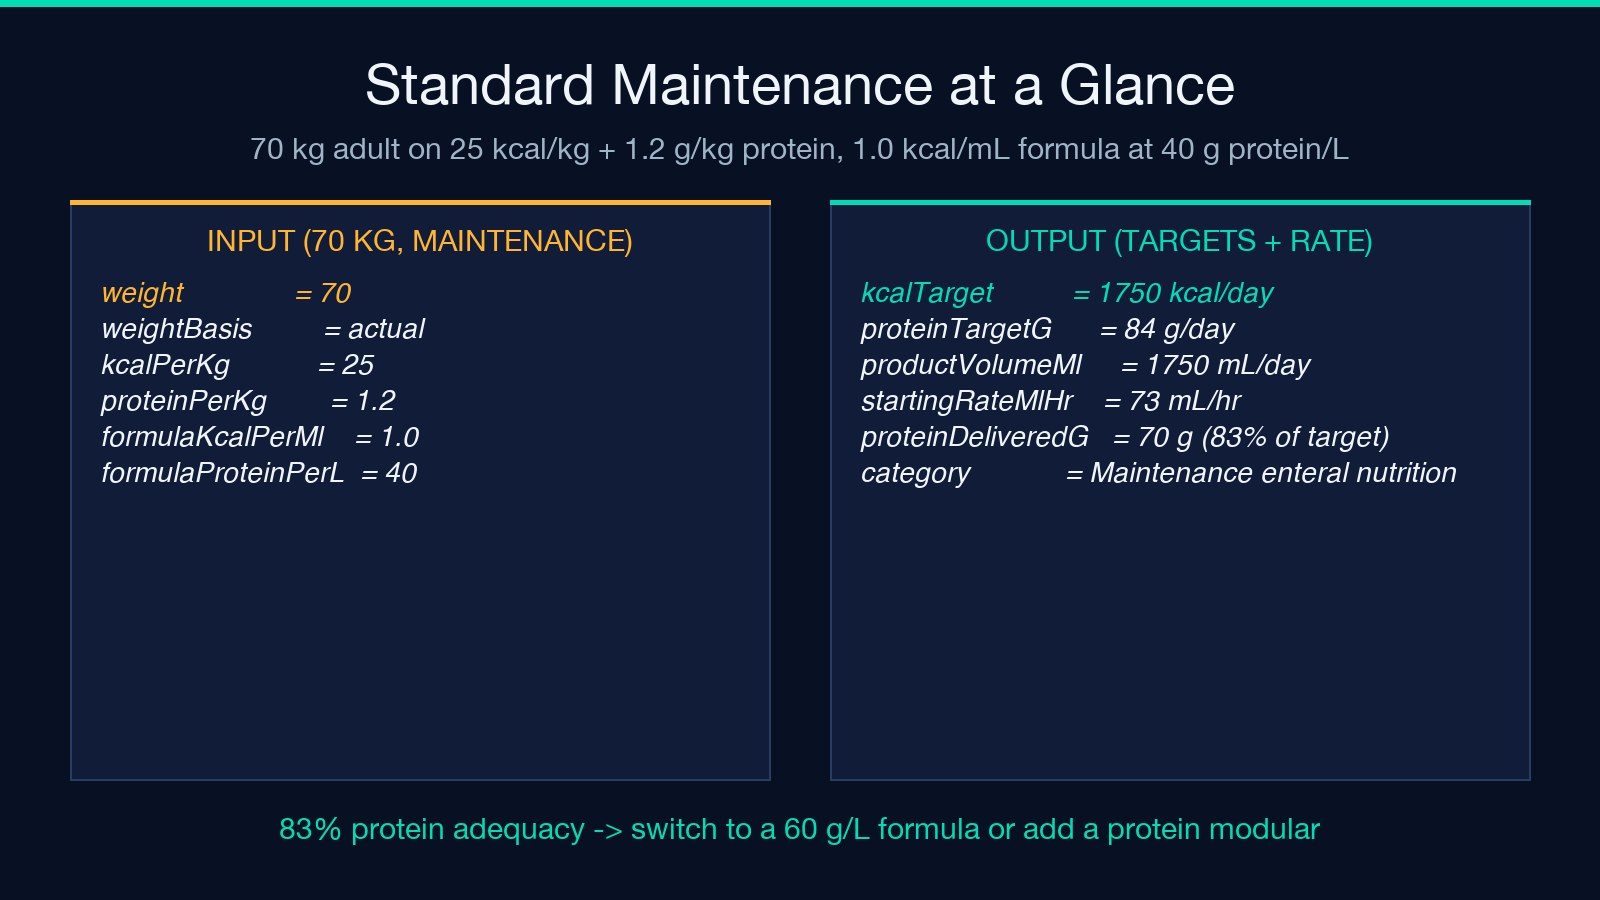 Standard Maintenance at a Glance
70 kg adult on 25 kcal/kg + 1.2 g/kg protein, 1.0 kcal/mL formula at 40 g protein/L
INPUT (70 KG, MAINTENANCE)
weight = 70
weightBasis = actual
kcalPerKg = 25
proteinPerKg = 1.2
formulaKcalPerMl = 1.0
formulaProteinPerL = 40
OUTPUT (TARGETS + RATE)
kcalTarget = 1750 kcal/day
proteinTargetG = 84 g/day
productVolumeMl = 1750 mL/day
startingRateMlHr = 73 mL/hr
proteinDeliveredG = 70 g (83% of target)
category = Maintenance enteral nutrition
83% protein adequacy -> switch to a 60 g/L formula or add a protein modular